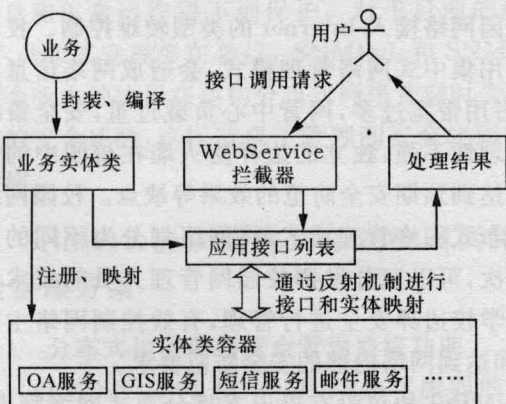 用户
业务
接口调用请求
封装、编译
业务实体类
WebService
拦截器
处理结果
应用接口列表
注册、映射
通过反射机制进行
接口和实体映射
实体类容器
OA服务 GIS服务 短信服务 邮件服务 ……